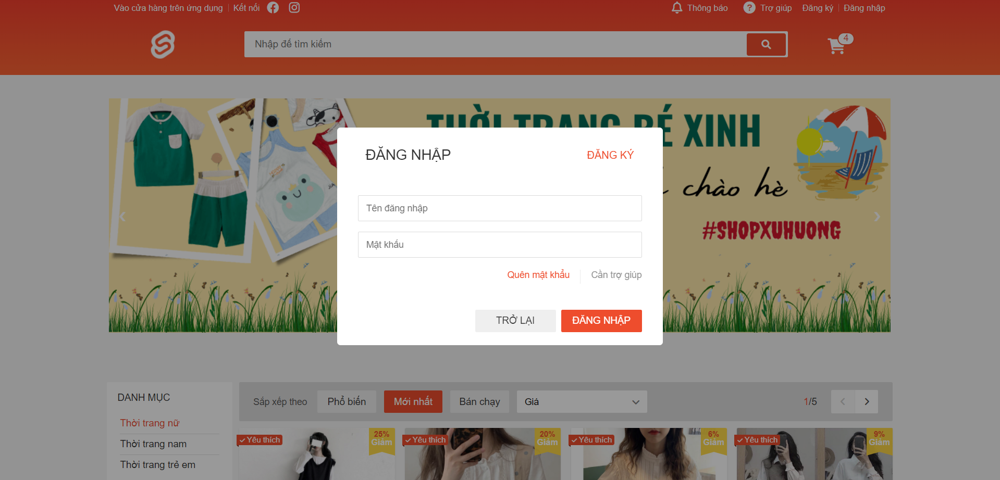 Vào cửa hàng trên ứng dụng
Kết nối
Thông báo
Trợ giúp
Đăng ký
Đăng nhập
Nhập để tìm kiếm
4
THỜI TRANG BÉ XINH
chào hè
#SHOPXUHUONG
ĐĂNG NHẬP
ĐĂNG KÝ
Tên đăng nhập
Mật khẩu
Quên mật khẩu
Cần trợ giúp
TRỞ LẠI
ĐĂNG NHẬP
DANH MỤC
Thời trang nữ
Thời trang nam
Thời trang trẻ em
Sắp xếp theo
Phổ biến
Mới nhất
Bán chạy
Giá
1/5
Yêu thích
25%
Giảm
Yêu thích
20%
Giảm
Yêu thích
6%
Giảm
Yêu thích
9%
Giảm